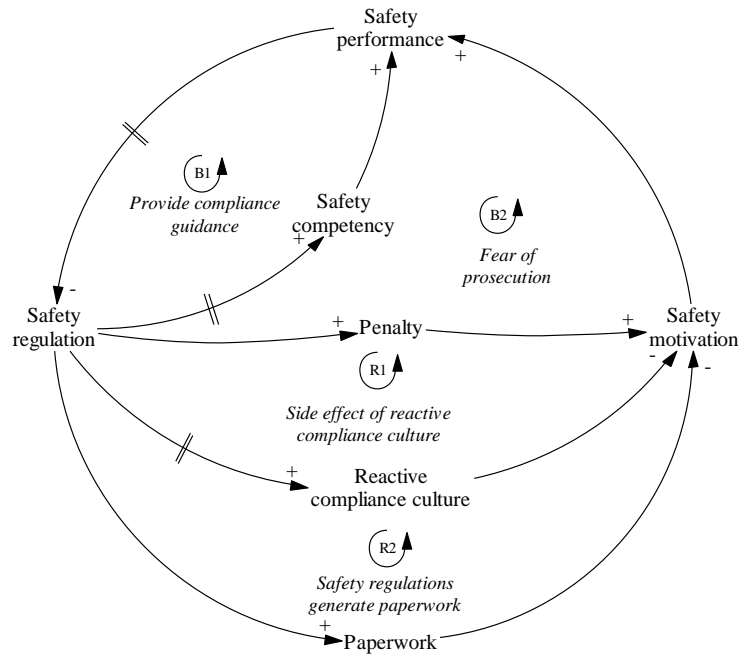 Safety
performance
+
+
B1
Provide compliance
guidance
Safety
competency
+
B2
Fear of
prosecution
-
Safety
regulation
+
Penalty
+
Safety
motivation
-
-
R1
Side effect of reactive
compliance culture
+
Reactive
compliance culture
R2
Safety regulations
generate paperwork
+
Paperwork